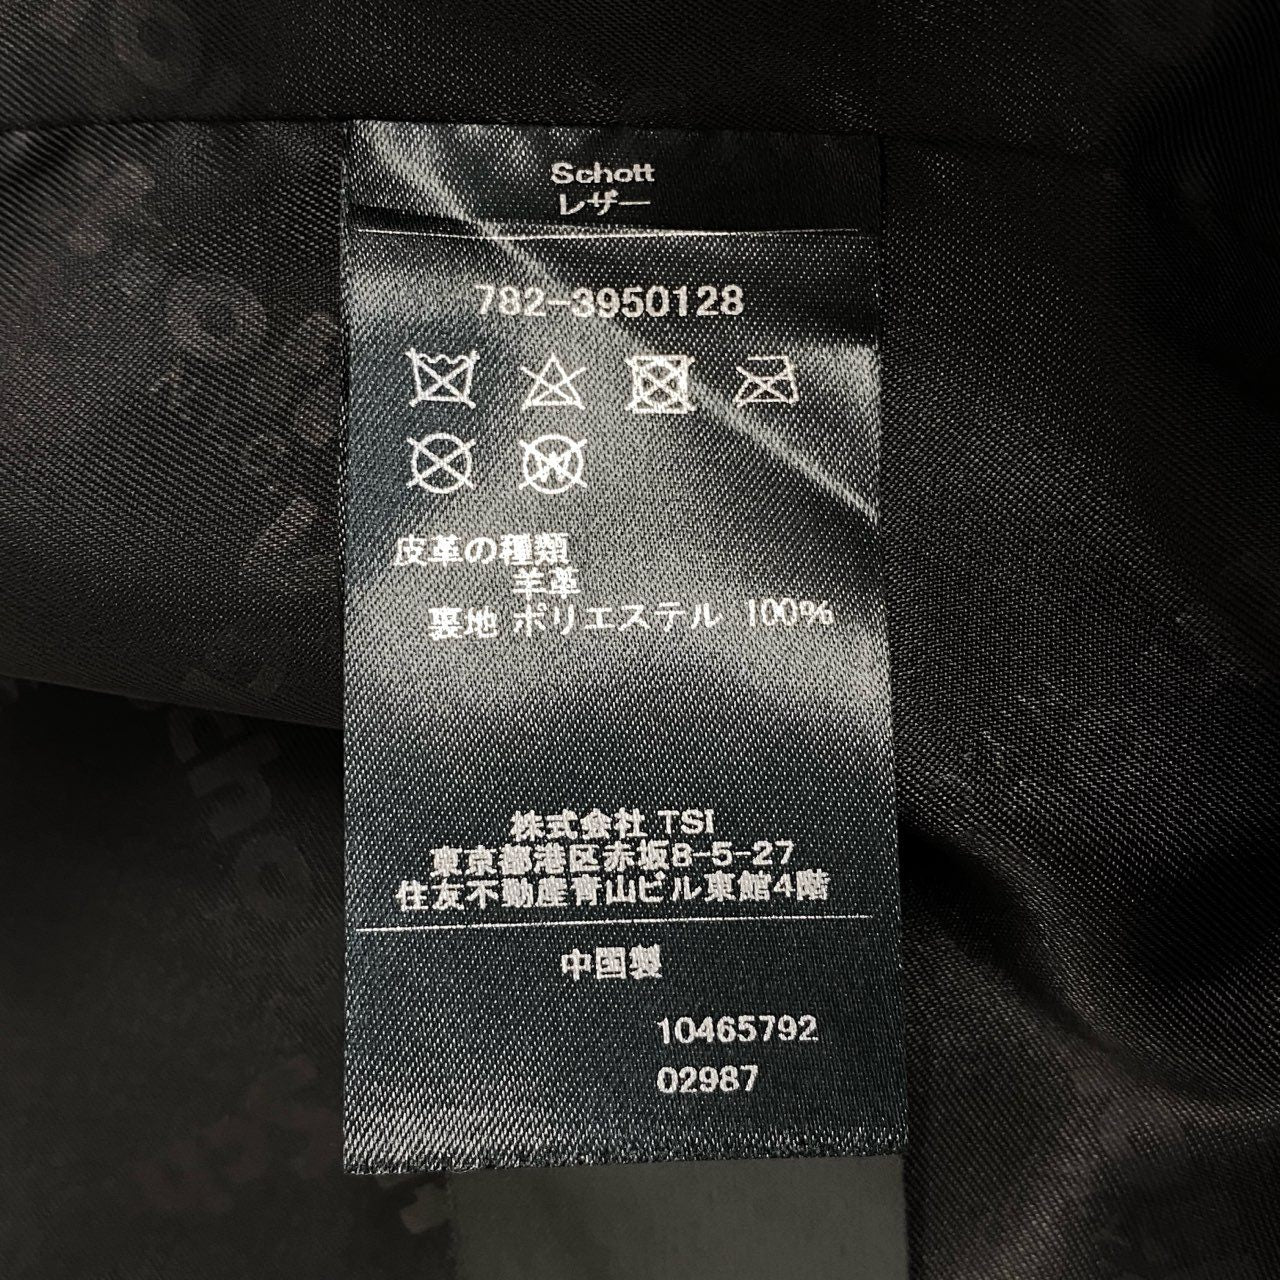 Schott
レザー
782-3950128
皮革の種類
羊革
裏地 ポリエステル 100%
株式会社 TSI
東京都港区赤坂8-5-27
住友不動産青山ビル東館4階
中国製
10465792
02987